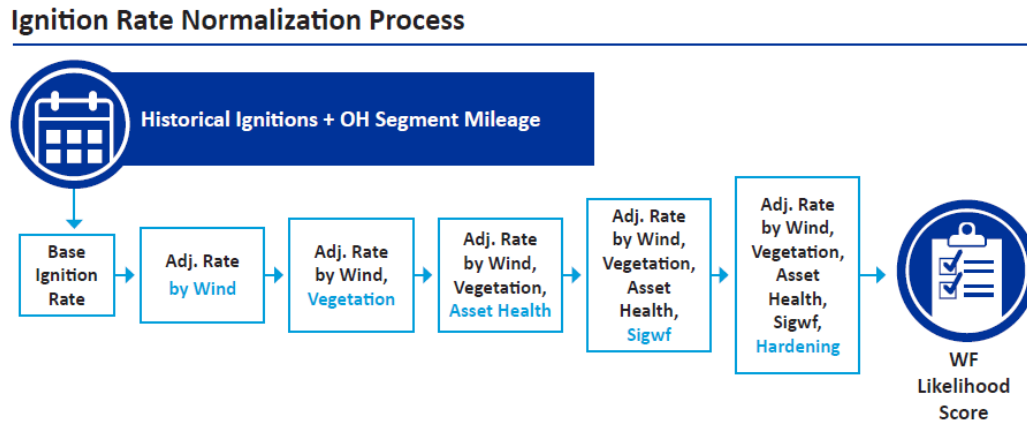 Ignition Rate Normalization Process
Historical Ignitions + OH Segment Mileage
Base
Ignition
Rate
Adj. Rate
by Wind
Adj. Rate
by Wind,
Vegetation
Adj. Rate
by Wind,
Vegetation,
Asset Health
Adj. Rate
by Wind,
Vegetation,
Asset
Health,
Sigwf
Adj. Rate
by Wind,
Vegetation,
Asset
Health,
Sigwf,
Hardening
WF
Likelihood
Score